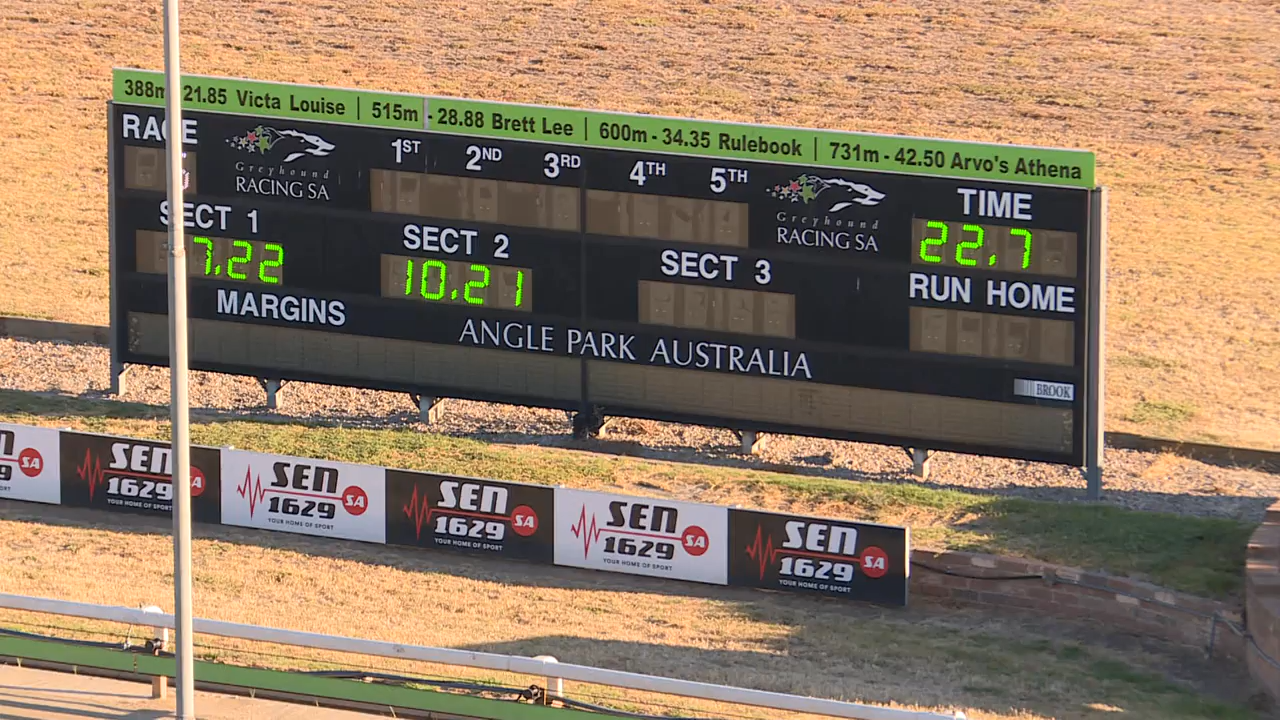 388m - 21.85 Victa Louise | 515m - 28.88 Brett Lee | 600m - 34.35 Rulebook | 731m - 42.50 Arvo's Athena
RACE
Greyhound
RACING SA
1ST 2ND 3RD 4TH 5TH
Greyhound
RACING SA
TIME
22.7
SECT 1
7.22
SECT 2
10.21
SECT 3
RUN HOME
MARGINS
ANGLE PARK AUSTRALIA
BROOK
9 SA
SEN
1629 SA
YOUR HOME OF SPORT
SEN
1629 SA
YOUR HOME OF SPORT
SEN
1629 SA
YOUR HOME OF SPORT
SEN
1629 SA
YOUR HOME OF SPORT
SEN
1629 SA
YOUR HOME OF SPORT